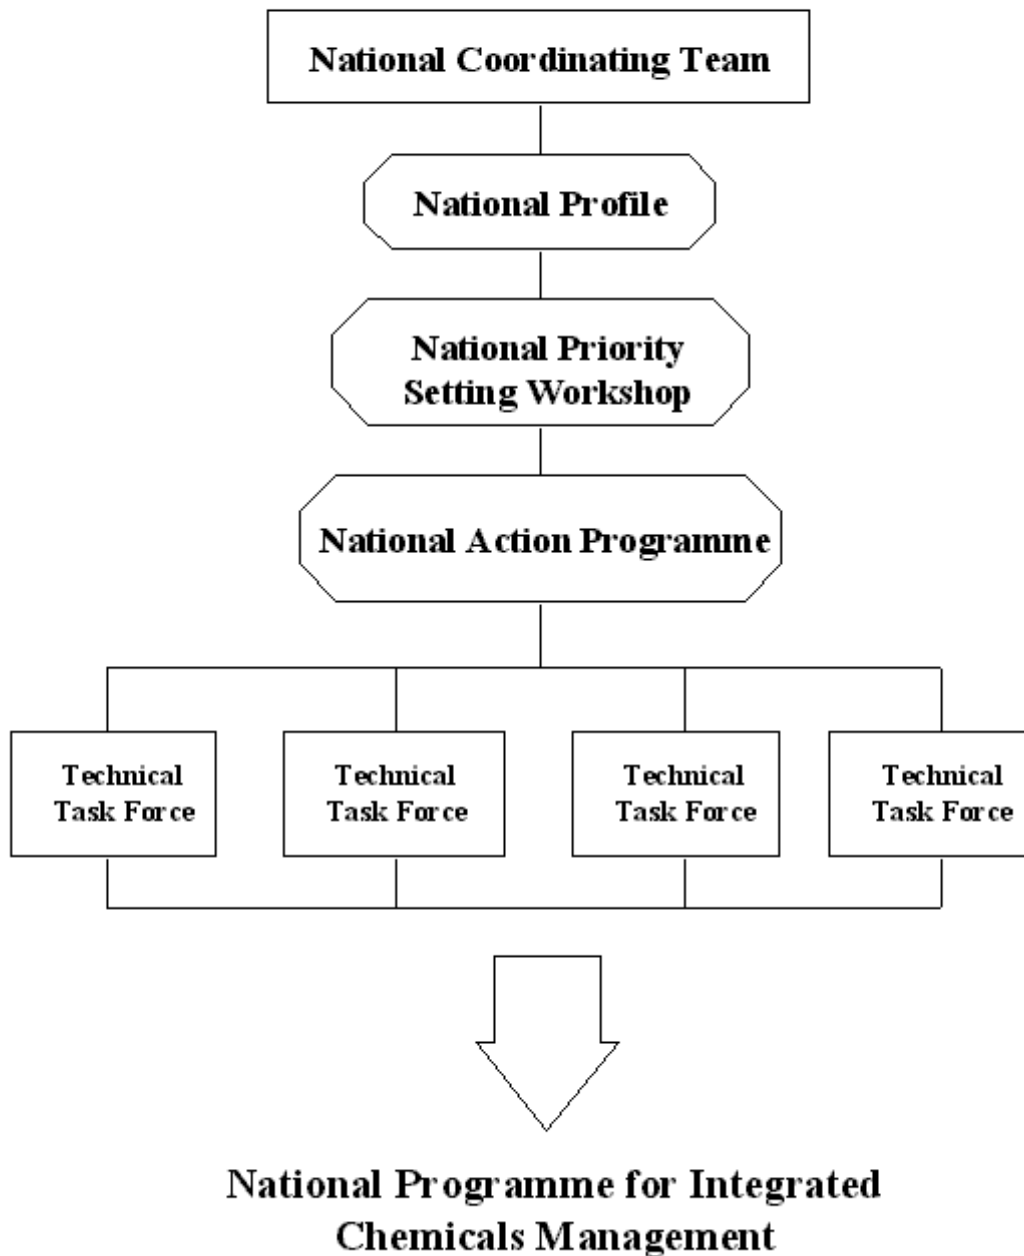 National Coordinating Team
National Profile
National Priority
Setting Workshop
National Action Programme
Technical
Task Force
Technical
Task Force
Technical
Task Force
Technical
Task Force
National Programme for Integrated
Chemicals Management